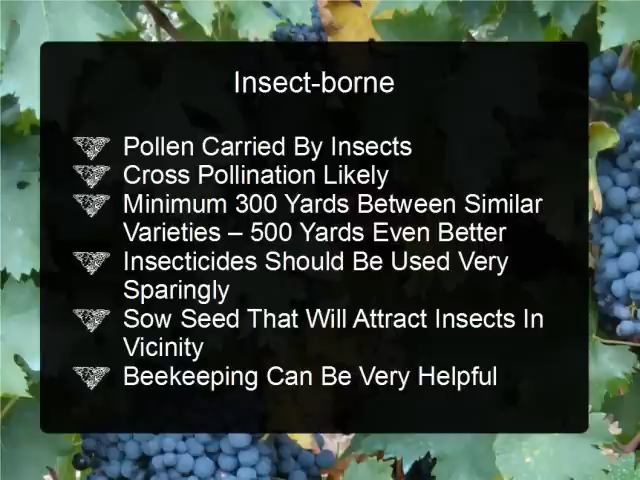 Insect-borne
Pollen Carried By Insects
Cross Pollination Likely
Minimum 300 Yards Between Similar
Varieties – 500 Yards Even Better
Insecticides Should Be Used Very
Sparingly
Sow Seed That Will Attract Insects In
Vicinity
Beekeeping Can Be Very Helpful